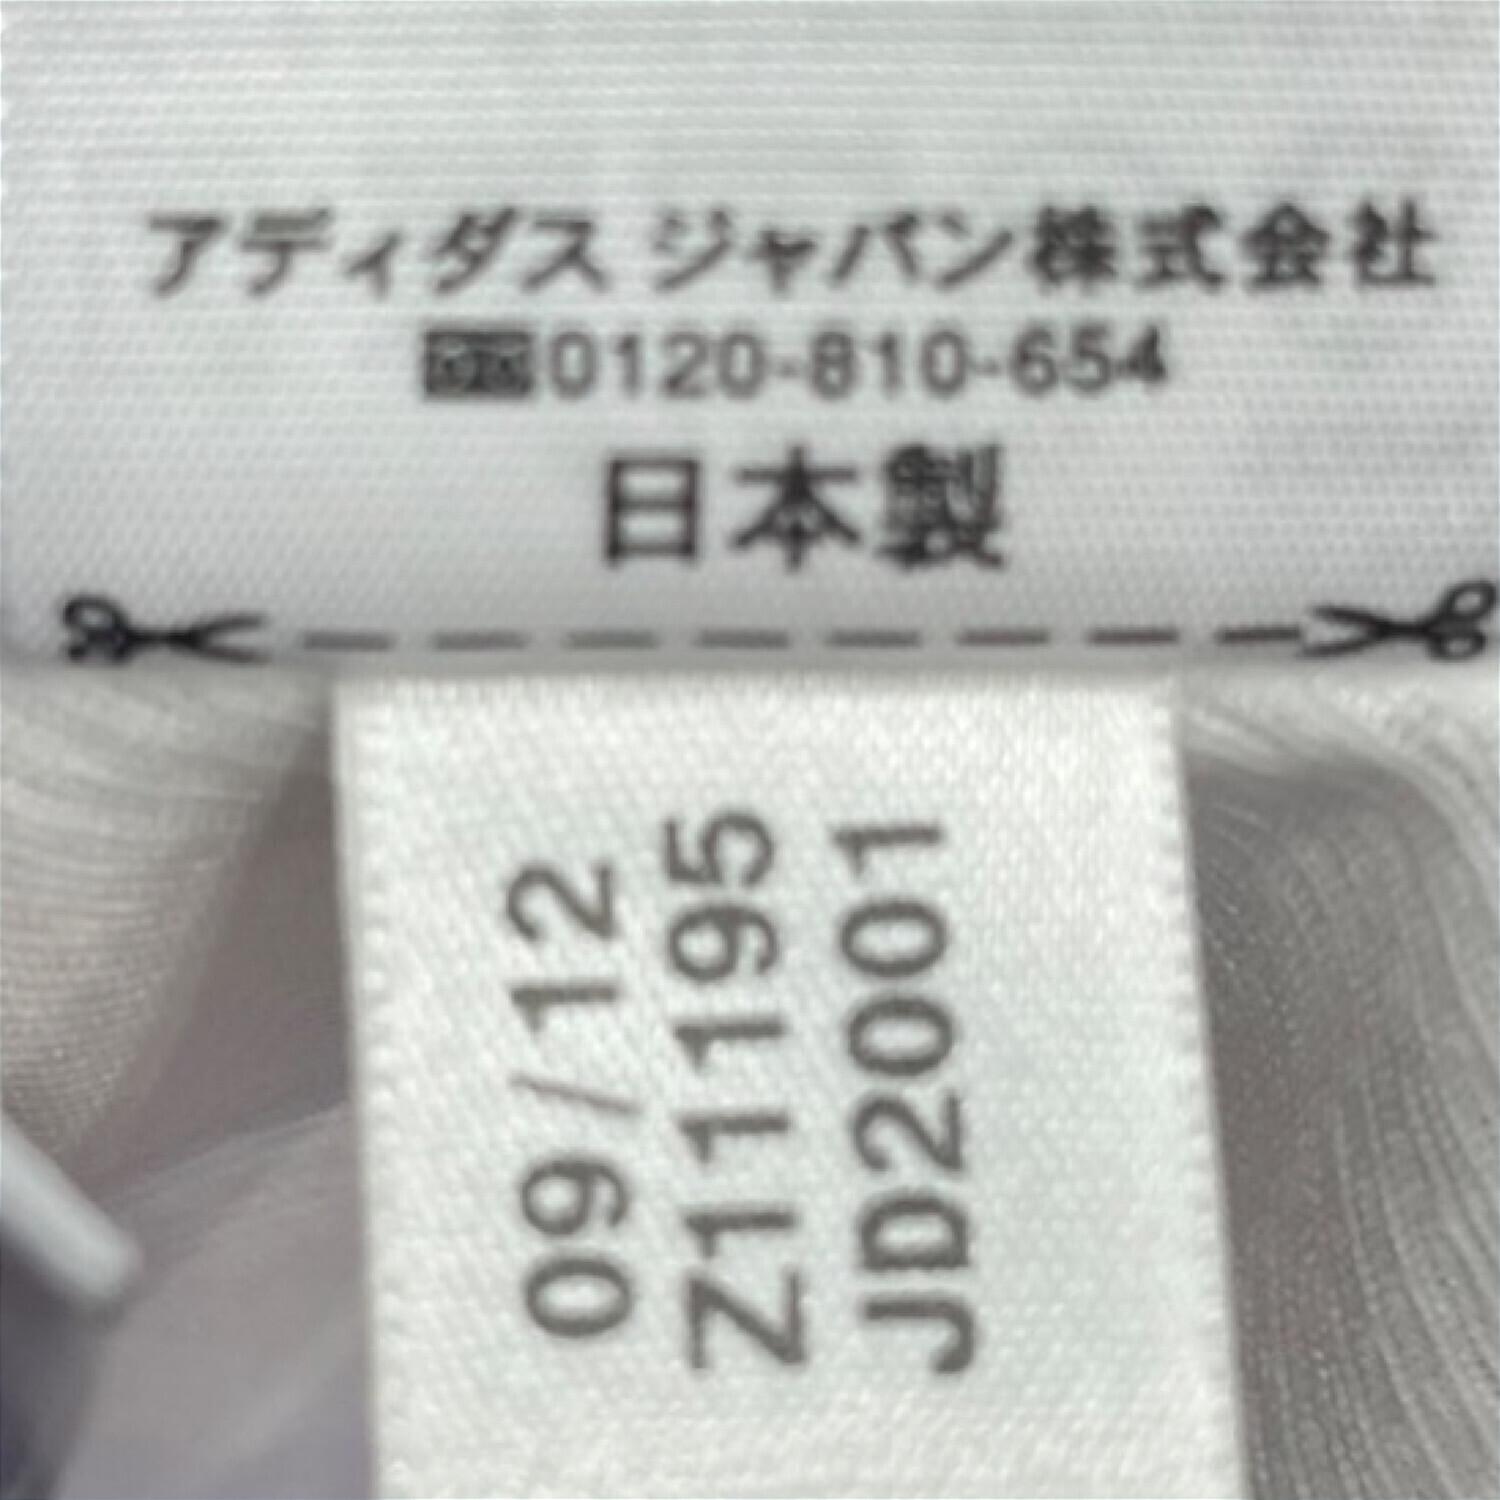 アディダス ジャパン株式会社
0120-810-654
日本製
09/12
Z11195
JD2001